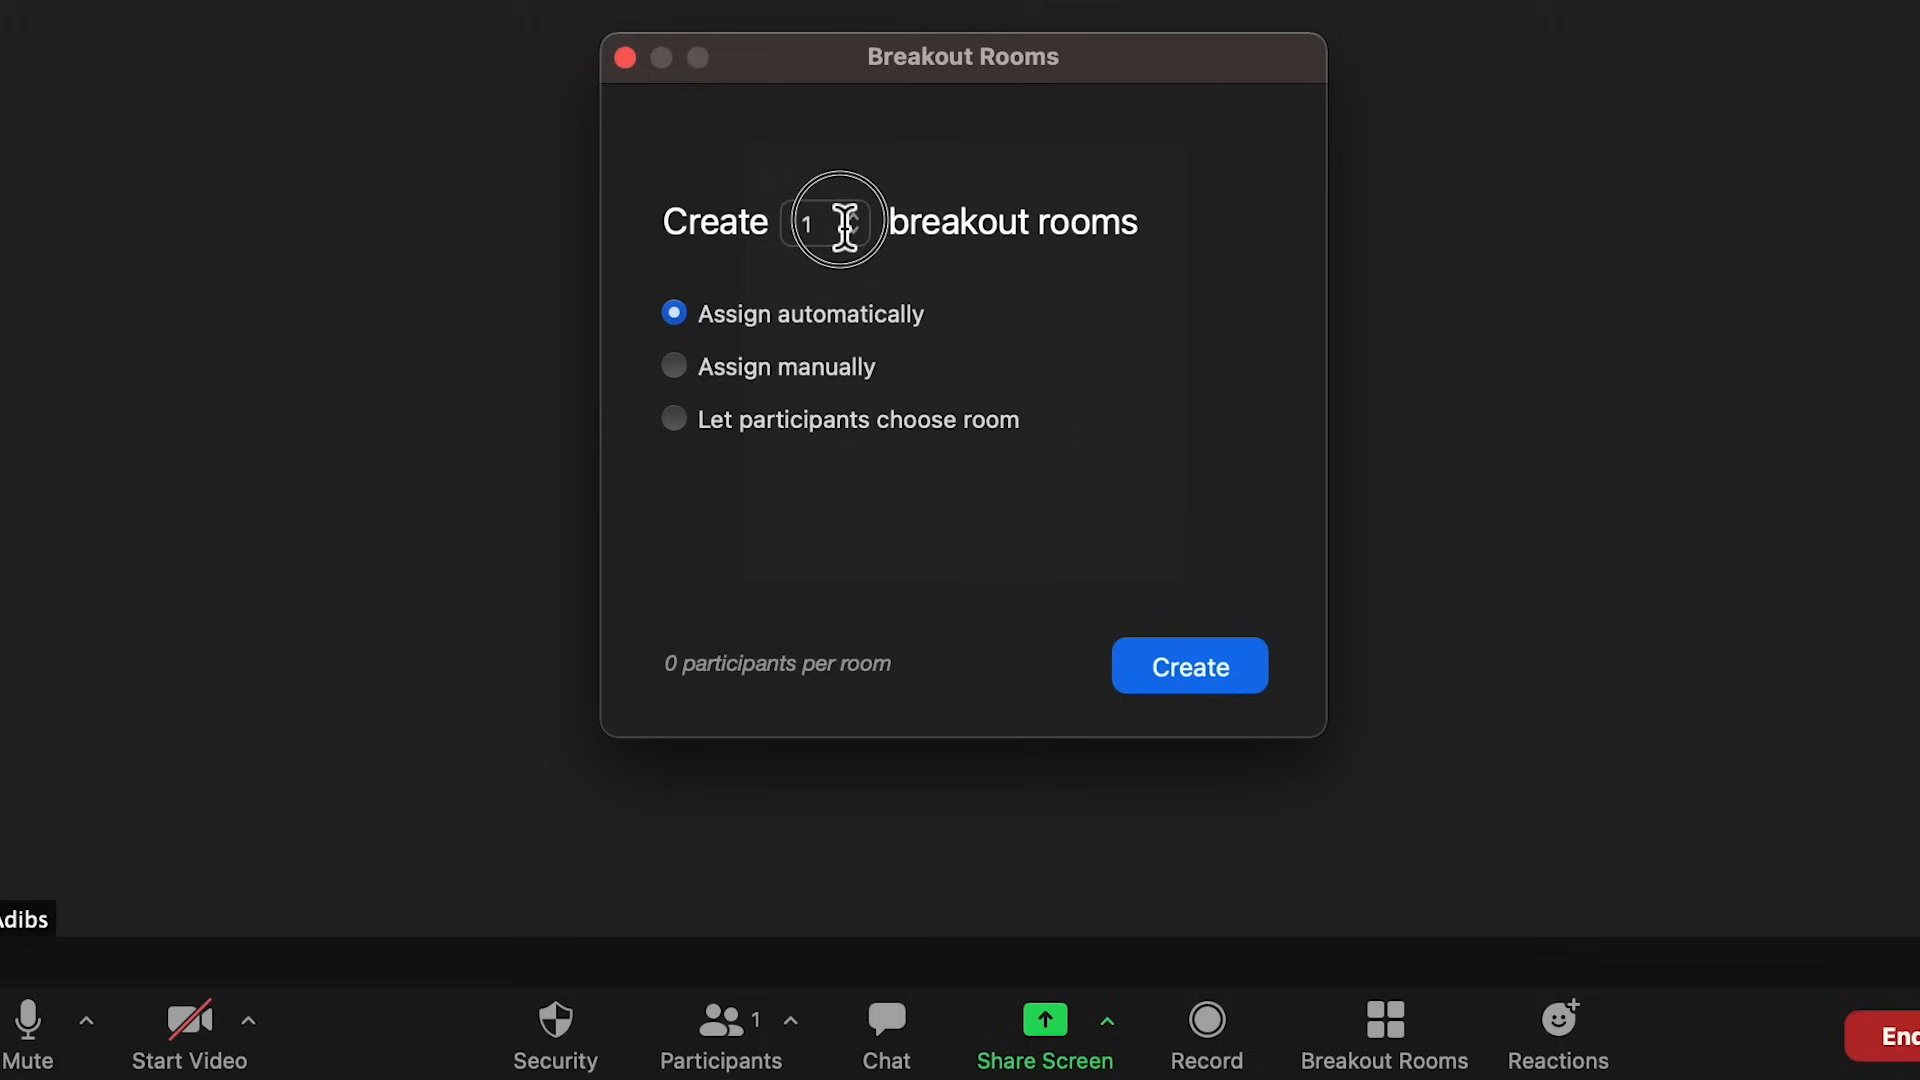 Breakout Rooms
Create 1 breakout rooms
Assign automatically
Assign manually
Let participants choose room
0 participants per room
Create
Adibs
Mute
Start Video
Security
1
Participants
Chat
Share Screen
Record
Breakout Rooms
Reactions
End